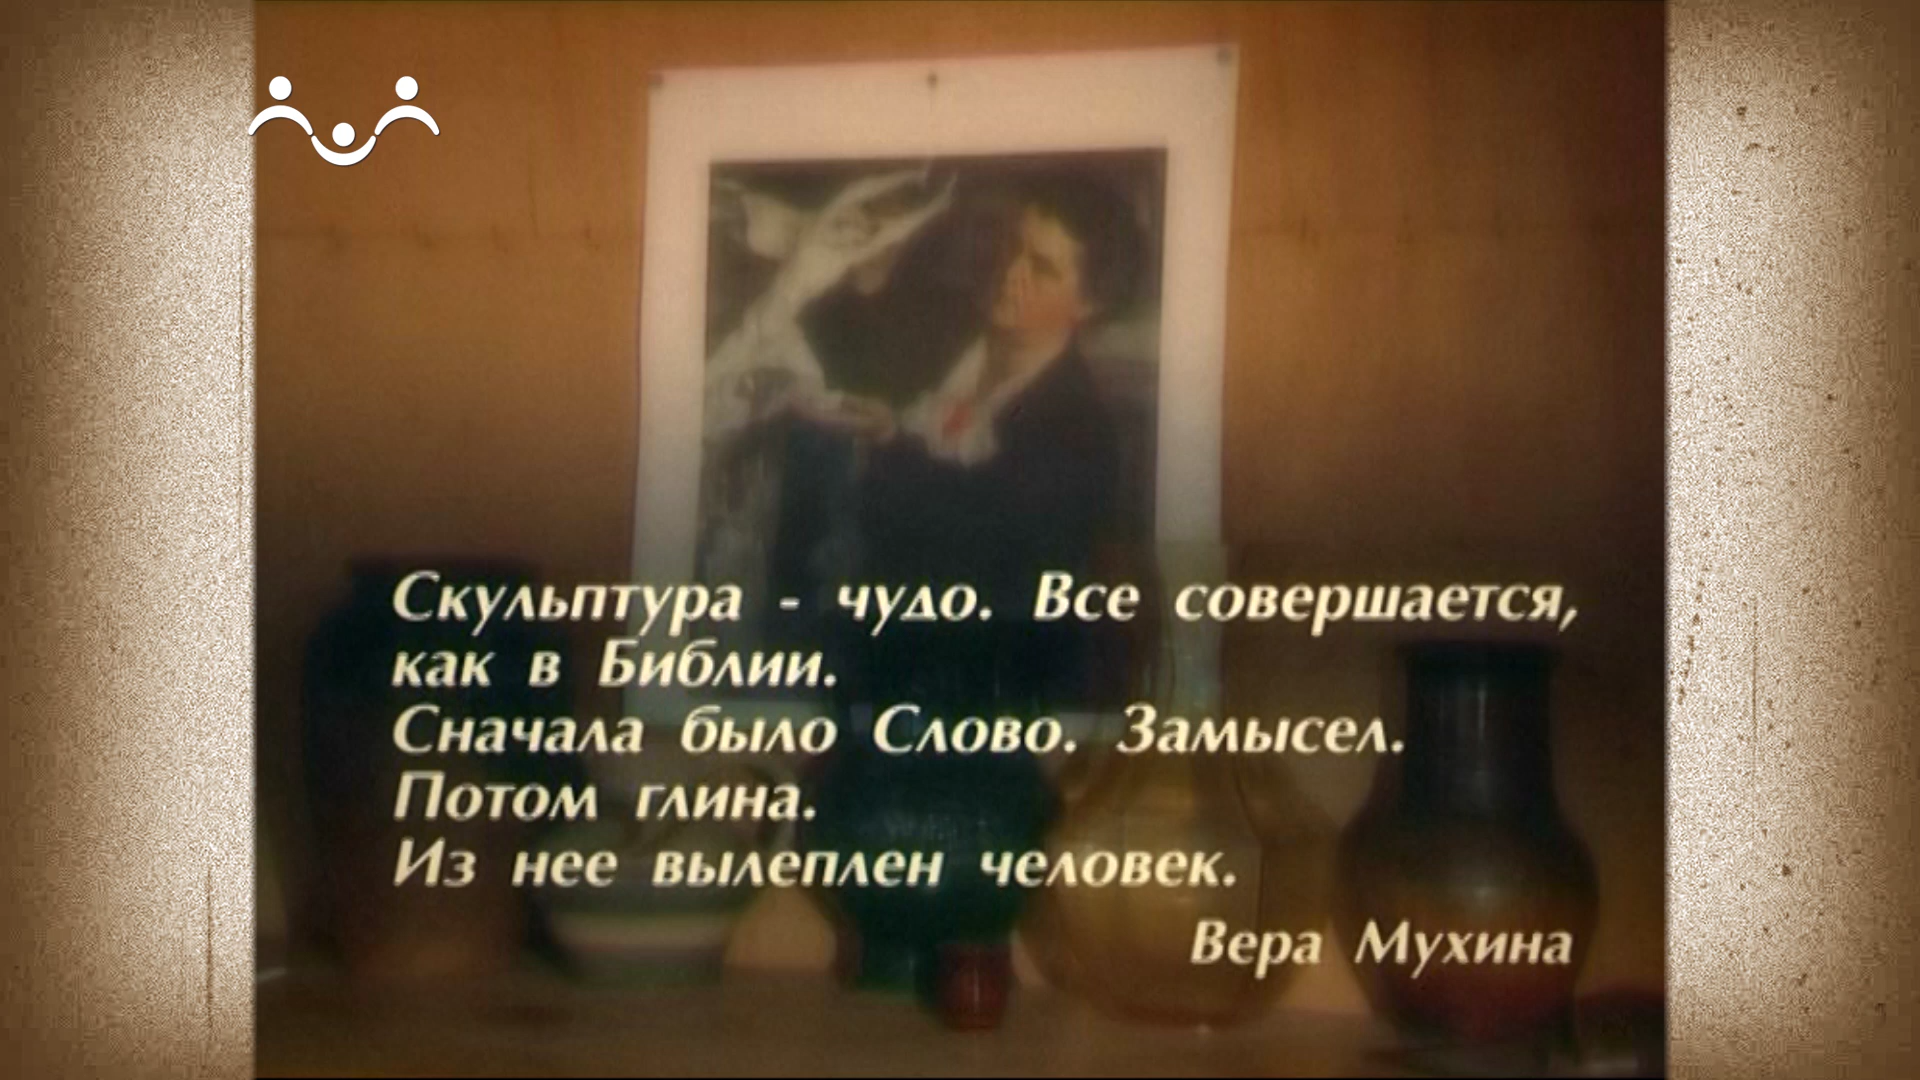 Скульптура - чудо. Все совершается,
как в Библии.
Сначала было Слово. Замысел.
Потом глина.
Из нее вылеплен человек.
Вера Мухина